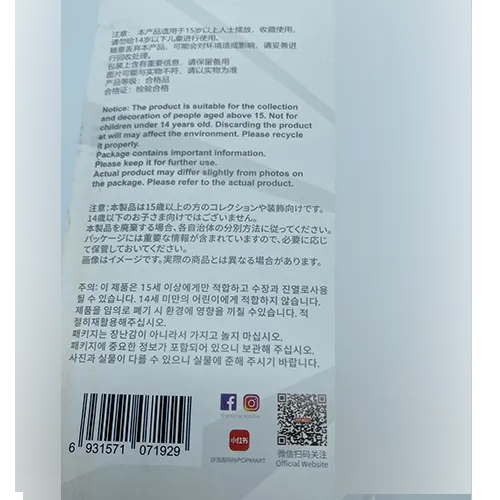 注意：本产品适用于15岁以上人士摆放，收藏使用。
请勿给14岁以下儿童进行使用。
随意丢弃本产品，可能会对环境造成影响，请妥善进
行回收处理。
包装上含有重要信息，请保留备用
图片可能与实物不符，请以实物为准
产品等级：合格品
合格证：检验合格
Notice: The product is suitable for the collection
and decoration of people aged above 15. Not for
children under 14 years old. Discarding the product
at will may affect the environment. Please recycle
it properly.
Package contains important information.
Please keep it for further use.
Actual product may differ slightly from photos on
the package. Please refer to the actual product.
注意：本製品は15歳以上の方のコレクションや装飾向けです。
14歳以下のお子さま向けではございません。
本製品を廃棄する場合、各自治体の分別方法に従ってください。
パッケージには重要な情報が含まれていますので、必要に応じ
て保管しておいてください。
画像はイメージです。実際の商品とは異なる場合があります。
주의: 이 제품은 15세 이상에게만 적합하고 수장과 진열로사용
될 수 있습니다. 14세 미만의 어린이에게 적합하지 않습니다.
제품을 임의로 폐기 시 환경에 영향을 끼칠 수 있습니다. 적
절히재활용해주십시오.
패키지는 장난감이 아니라서 가지고 놀지 마십시오.
패키지에 중요한 정보가 포함되어 있으니 보관해 주십시오.
사진과 실물이 다를 수 있으니 실물에 준해 주시기 바랍니다.
小红书
POPMART
微信扫码关注
Official Website
6 931571 071929